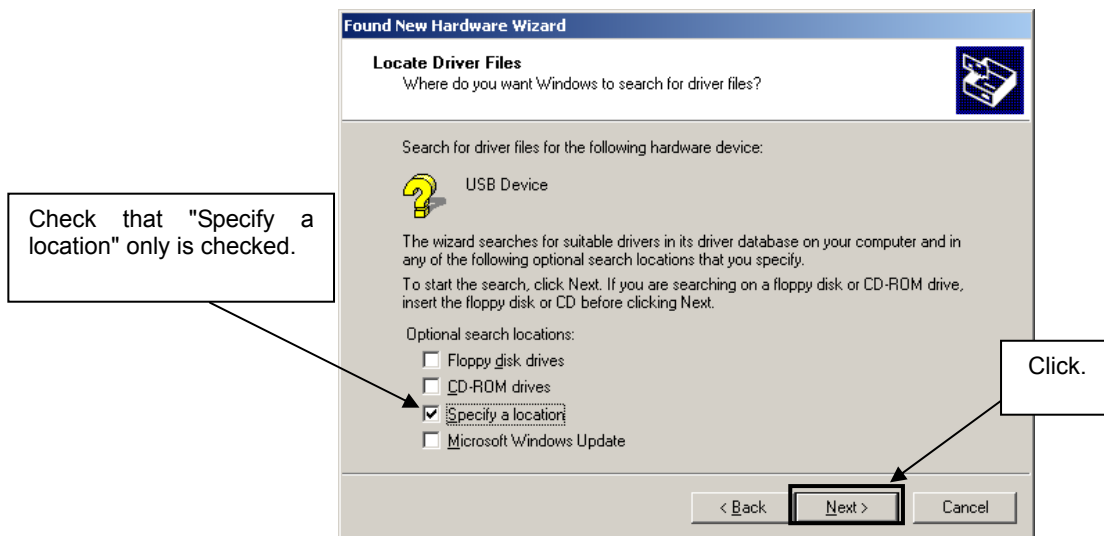 Found New Hardware Wizard
Locate Driver Files
Where do you want Windows to search for driver files?
Search for driver files for the following hardware device:
USB Device
Check that "Specify a
location" only is checked.
The wizard searches for suitable drivers in its driver database on your computer and in
any of the following optional search locations that you specify.
To start the search, click Next. If you are searching on a floppy disk or CD-ROM drive,
insert the floppy disk or CD before clicking Next.
Optional search locations:
Floppy disk drives
CD-ROM drives
Specify a location
Microsoft Windows Update
Click.
< Back Next > Cancel